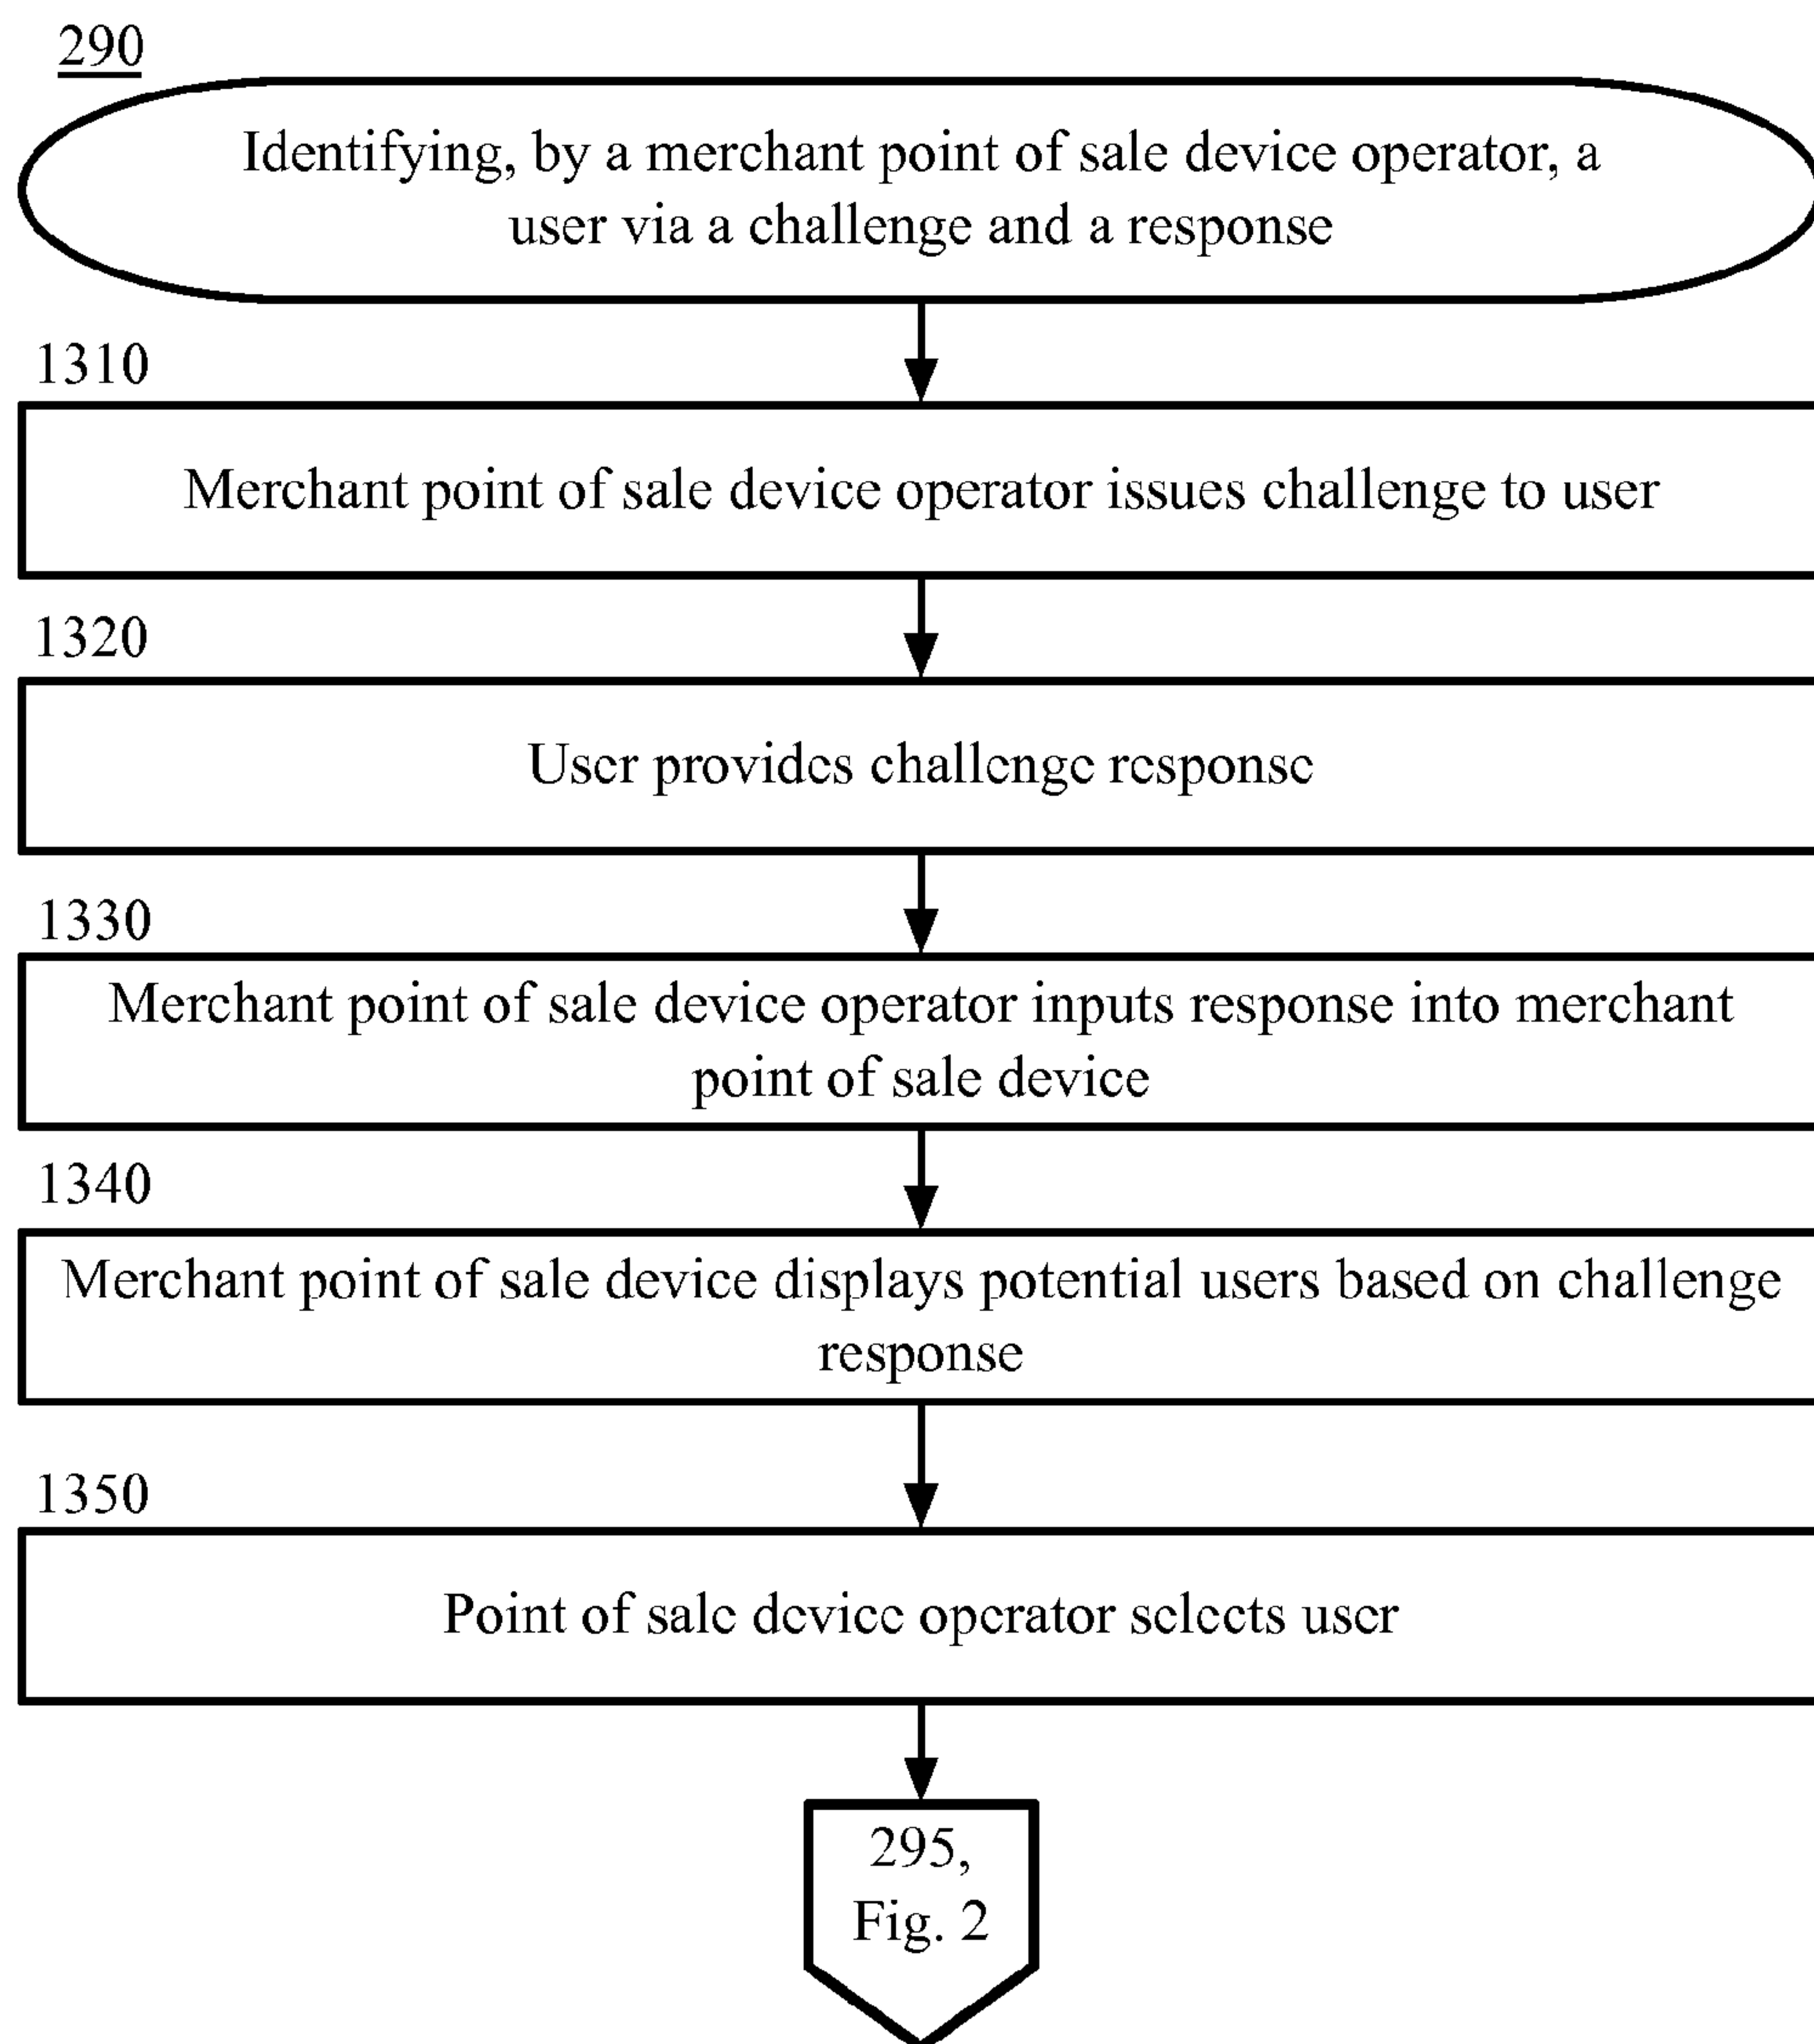 290
Identifying, by a merchant point of sale device operator, a
user via a challenge and a response
1310
Merchant point of sale device operator issues challenge to user
1320
User provides challenge response
1330
Merchant point of sale device operator inputs response into merchant
point of sale device
1340
Merchant point of sale device displays potential users based on challenge
response
1350
Point of sale device operator selects user
295,
Fig. 2